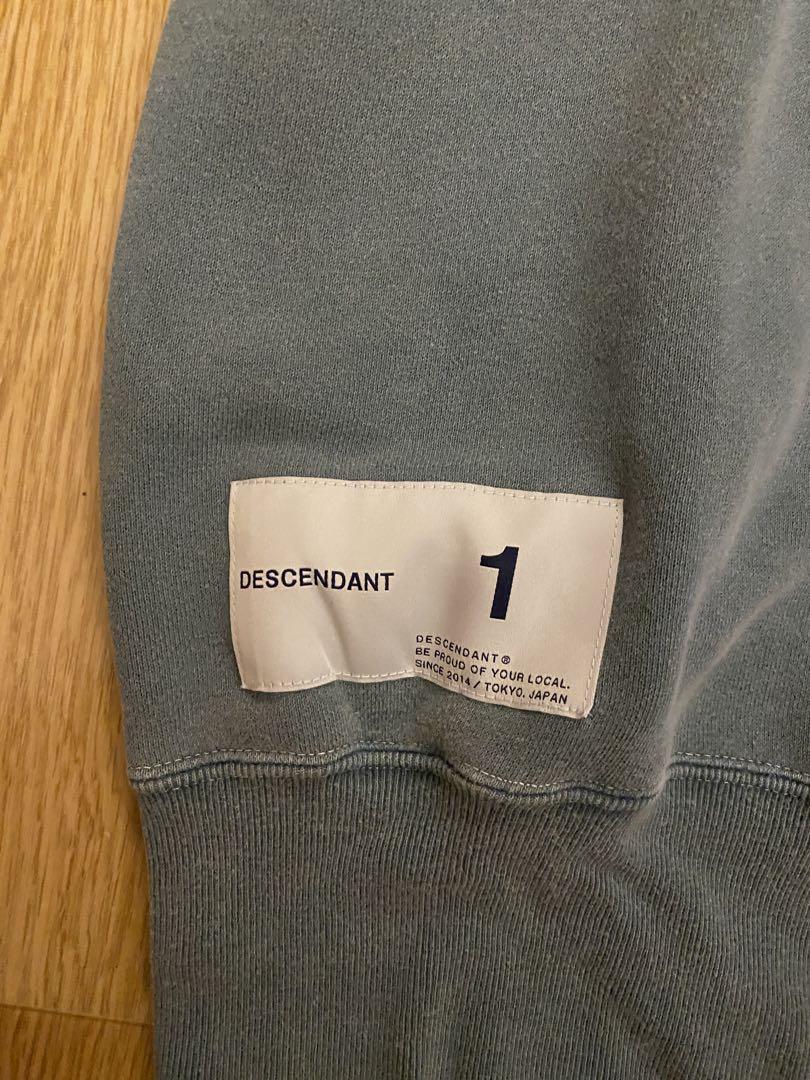 DESCENDANT 1
DESCENDANT®
BE PROUD OF YOUR LOCAL.
SINCE 2014 / TOKYO. JAPAN